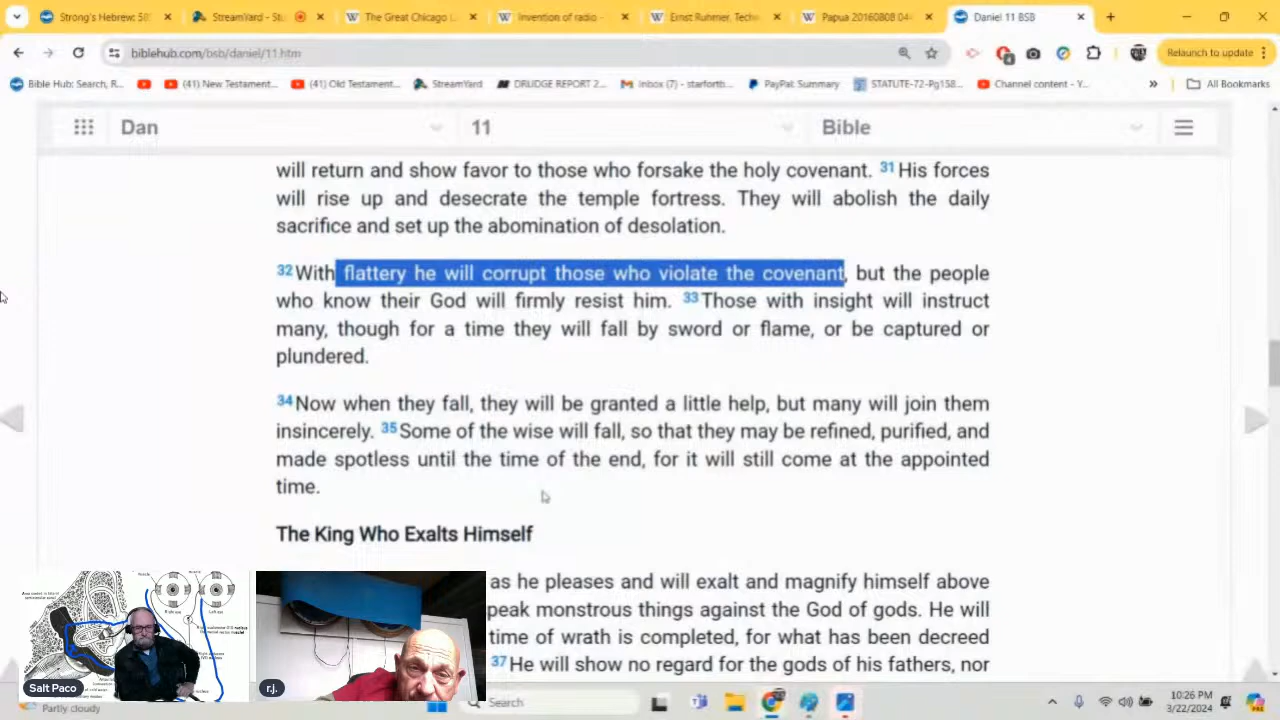 Strong's Hebrew: 58
StreamYard - Stu
The Great Chicago
Invention of radio -
Ernst Ruhmer, Techn
Papua 20160808 04
Daniel 11 BSB
biblehub.com/bsb/daniel/11.htm
Relaunch to update
Bible Hub: Search, R...
(41) New Testament...
(41) Old Testament...
StreamYard
DRUDGE REPORT 2...
Inbox (7) - starforth...
PayPal: Summary
STATUTE-72-Pg158...
Channel content - Y...
All Bookmarks
Dan
11
Bible
will return and show favor to those who forsake the holy covenant. 31 His forces
will rise up and desecrate the temple fortress. They will abolish the daily
sacrifice and set up the abomination of desolation.
32 With flattery he will corrupt those who violate the covenant, but the people
who know their God will firmly resist him. 33 Those with insight will instruct
many, though for a time they will fall by sword or flame, or be captured or
plundered.
34 Now when they fall, they will be granted a little help, but many will join them
insincerely. 35 Some of the wise will fall, so that they may be refined, purified, and
made spotless until the time of the end, for it will still come at the appointed
time.
The King Who Exalts Himself
as he pleases and will exalt and magnify himself above
peak monstrous things against the God of gods. He will
time of wrath is completed, for what has been decreed
37 He will show no regard for the gods of his fathers, nor
Right eye
Left eye
Salt Paco
r.j.
Partly cloudy
Search
10:26 PM
3/22/2024